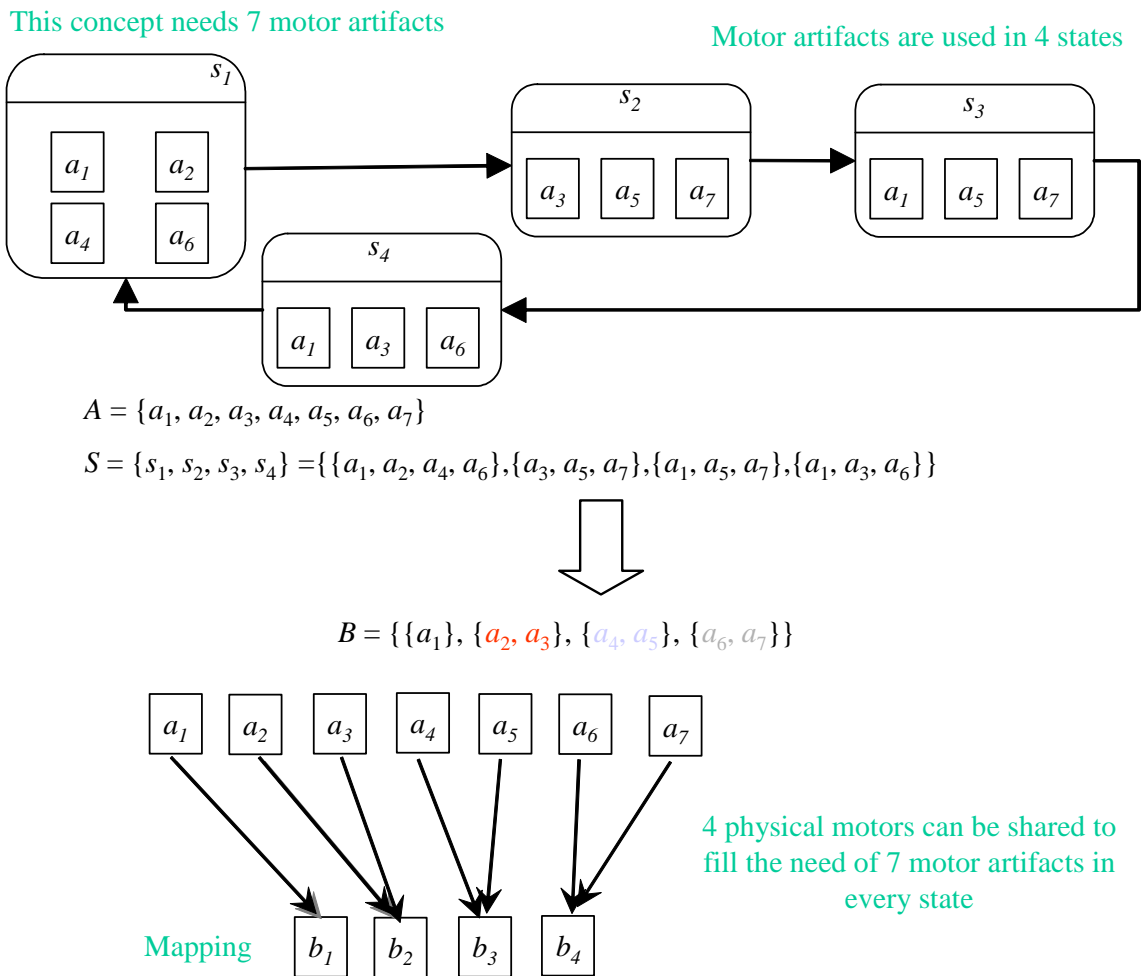 This concept needs 7 motor artifacts
Motor artifacts are used in 4 states
s₁
a₁ a₂
a₄ a₆
s₂
a₃ a₅ a₇
s₃
a₁ a₅ a₇
s₄
a₁ a₃ a₆
A = {a₁, a₂, a₃, a₄, a₅, a₆, a₇}
S = {s₁, s₂, s₃, s₄} ={{a₁, a₂, a₄, a₆},{a₃, a₅, a₇},{a₁, a₅, a₇},{a₁, a₃, a₆}}
B = {{a₁}, {a₂, a₃}, {a₄, a₅}, {a₆, a₇}}
a₁ a₂ a₃ a₄ a₅ a₆ a₇
4 physical motors can be shared to
fill the need of 7 motor artifacts in
every state
Mapping b₁ b₂ b₃ b₄